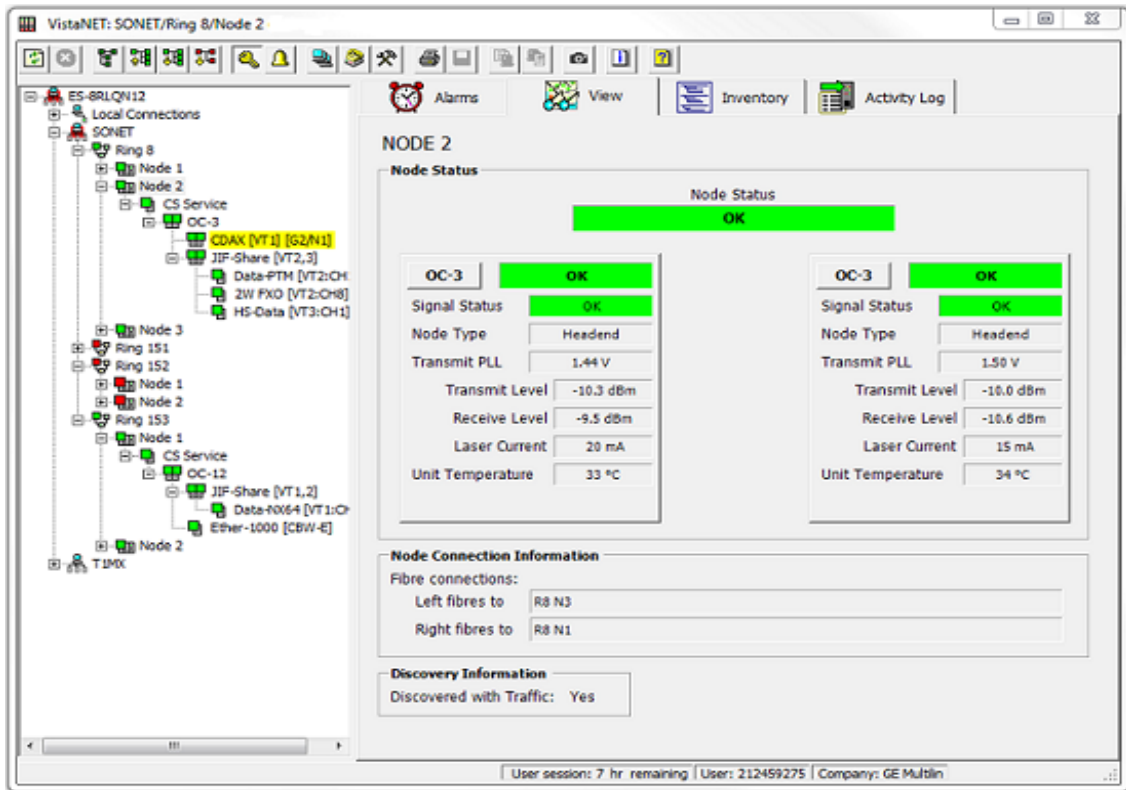 VistaNET: SONET/Ring 8/Node 2
ES-8RLQN12
Local Connections
SONET
Ring 8
Node 1
Node 2
CS Service
OC-3
CDAX [VT1] [G2/N1]
JIF-Share [VT2,3]
Data-PTM [VT2:CH
2W FXO [VT2:CH8]
HS-Data [VT3:CH1]
Node 3
Ring 151
Ring 152
Node 1
Node 2
Ring 153
Node 1
CS Service
OC-12
JIF-Share [VT1,2]
Data-NX64 [VT1:CH
Ether-1000 [CBW-E]
Node 2
T1MX
Alarms View Inventory Activity Log
NODE 2
Node Status
Node Status
OK
OC-3 OK
Signal Status OK
Node Type Headend
Transmit PLL 1.44 V
Transmit Level -10.3 dBm
Receive Level -9.5 dBm
Laser Current 20 mA
Unit Temperature 33 ºC
OC-3 OK
Signal Status OK
Node Type Headend
Transmit PLL 1.50 V
Transmit Level -10.0 dBm
Receive Level -10.6 dBm
Laser Current 15 mA
Unit Temperature 34 ºC
Node Connection Information
Fibre connections:
Left fibres to R8 N3
Right fibres to R8 N1
Discovery Information
Discovered with Traffic: Yes
User session: 7 hr remaining User: 212459275 Company: GE Multlin